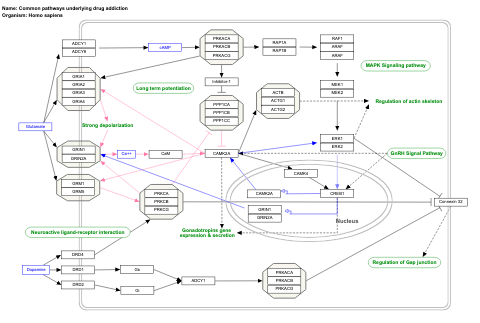 Name: Common pathways underlying drug addiction
Organism: Homo sapiens
ADCY1
ADCY8
cAMP
PRKACA
PRKACB
PRKACG
RAP1A
RAP1B
RAF1
ARAF
ARAF
MAPK Signaling pathway
GRIA1
GRIA2
GRIA3
GRIA4
Inhibitor-1
Long term potentiation
MEK1
MEK2
ACTB
ACTG1
ACTG2
Regulation of actin skeleton
PPP1CA
PPP1CB
PPP1CC
Glutamate
Strong depolarization
ERK1
ERK2
GRIN1
GRIN2A
Ca++
CaM
CAMK2A
GnRH Signal Pathway
CAMK4
GRM1
GRM5
PRKCA
PRKCB
PRKCG
CAMK2A
CREB1
GRIN1
GRIN2A
Nucleus
Connexin 32
Neuroactive ligand-receptor interaction
Gonadotropins gene
expression & secretion
DRD4
Dopamine
DRD1
DRD2
Gs
Gi
ADCY1
PRKACA
PRKACB
PRKACG
Regulation of Gap junction